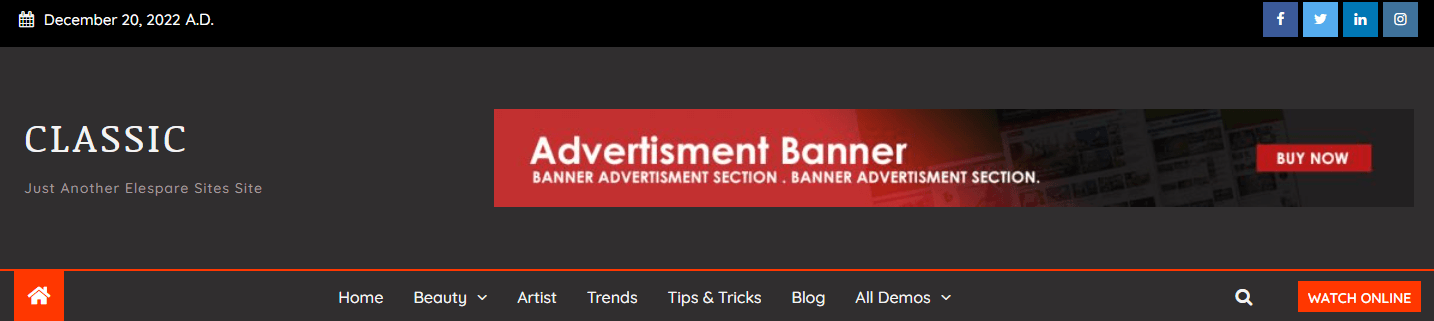 December 20, 2022 A.D.
CLASSIC
Just Another Elespare Sites Site
Advertisment Banner
BANNER ADVERTISMENT SECTION . BANNER ADVERTISMENT SECTION.
BUY NOW
Home Beauty Artist Trends Tips & Tricks Blog All Demos WATCH ONLINE